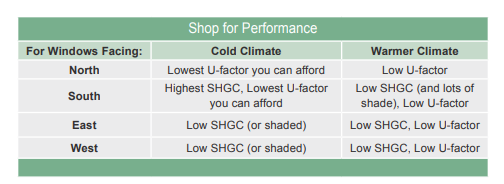 Shop for Performance
For Windows Facing: Cold Climate Warmer Climate
North Lowest U-factor you can afford Low U-factor
South Highest SHGC, Lowest U-factor you can afford Low SHGC (and lots of shade), Low U-factor
East Low SHGC (or shaded) Low SHGC, Low U-factor
West Low SHGC (or shaded) Low SHGC, Low U-factor